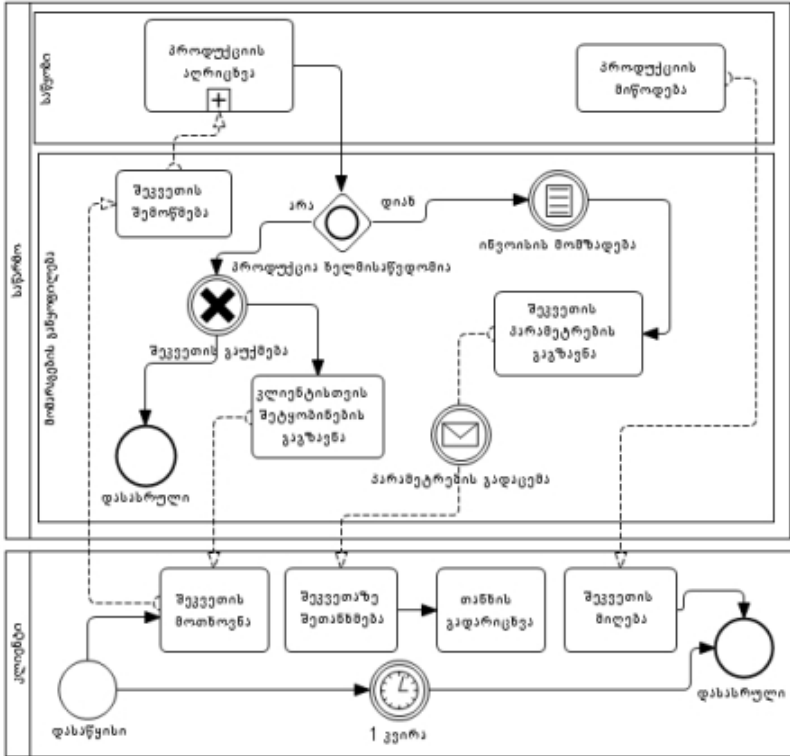 საწარმო
საწყობი
პროდუქციის
აღრიცხვა
პროდუქციის
მიწოდება
მომარაგების განყოფილება
შეკვეთის
შემოწმება
არა
დიახ
პროდუქცია ხელმისაწვდომია
ინვოისის მომზადება
შეკვეთის გაუქმება
შეკვეთის
პარამეტრების
გაგზავნა
კლიენტისთვის
შეტყობინების
გაგზავნა
დასასრული
პარამეტრების გადაცემა
კლიენტი
შეკვეთის
მოთხოვნა
შეკვეთაზე
შეთანხმება
თანხის
გადარიცხვა
შეკვეთის
მიღება
დასაწყისი
1 კვირა
დასასრული